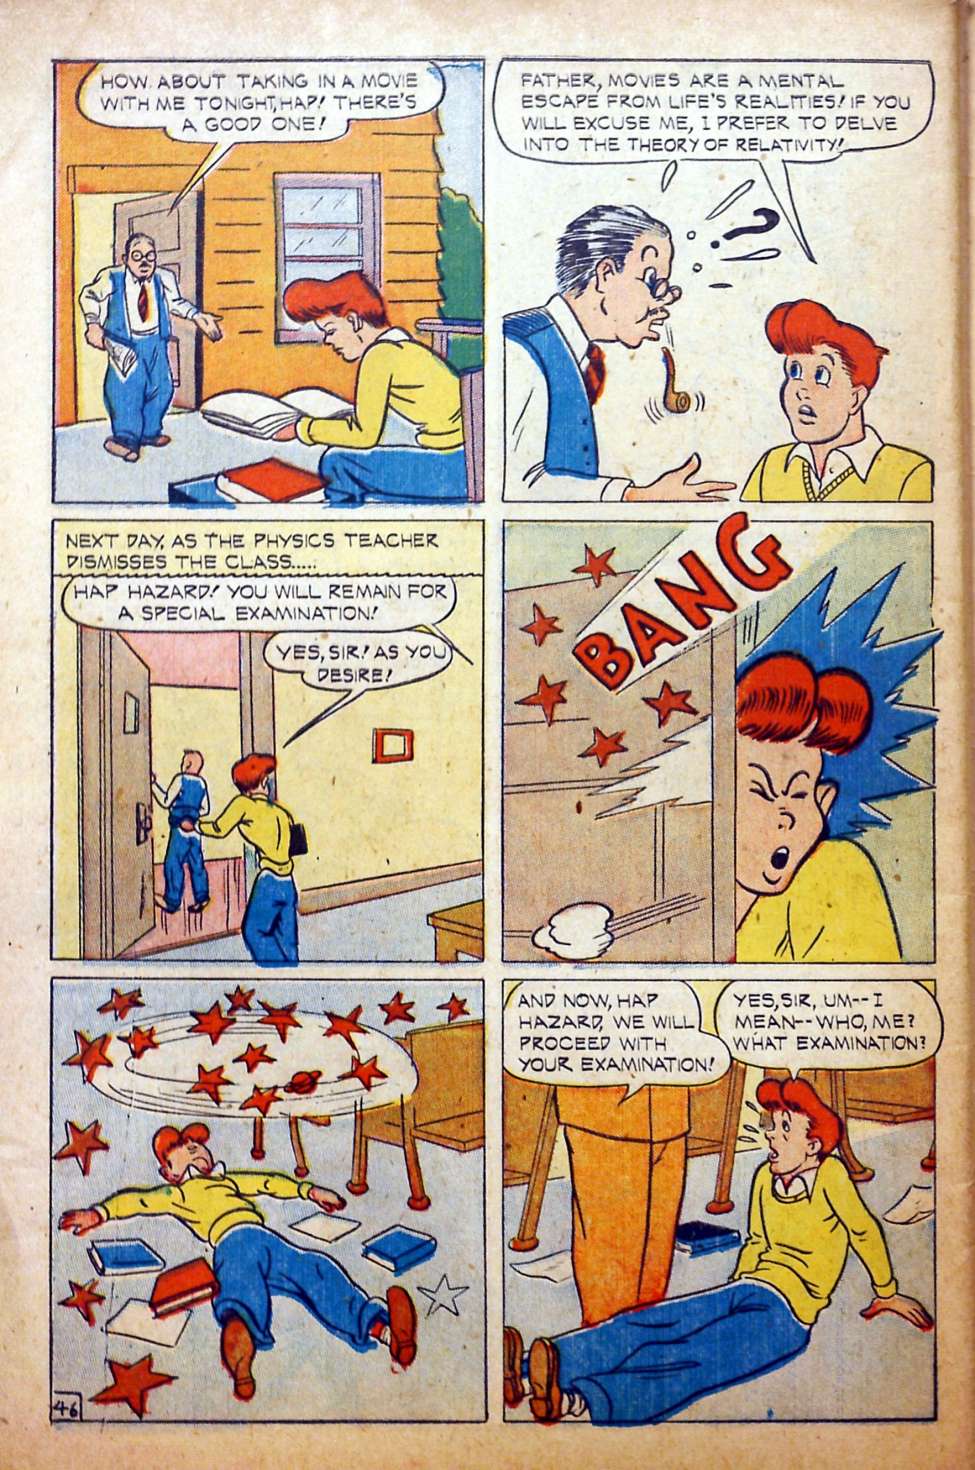 HOW ABOUT TAKING IN A MOVIE
WITH ME TONIGHT, HAP! THERE'S
A GOOD ONE!
FATHER, MOVIES ARE A MENTAL
ESCAPE FROM LIFE'S REALITIES! IF YOU
WILL EXCUSE ME, I PREFER TO DELVE
INTO THE THEORY OF RELATIVITY!
?
NEXT DAY, AS THE PHYSICS TEACHER
DISMISSES THE CLASS.....
HAP HAZARD! YOU WILL REMAIN FOR
A SPECIAL EXAMINATION!
YES, SIR! AS YOU
DESIRE!
BANG
AND NOW, HAP
HAZARD, WE WILL
PROCEED WITH
YOUR EXAMINATION!
YES, SIR, UM--I
MEAN--WHO, ME?
WHAT EXAMINATION?
46